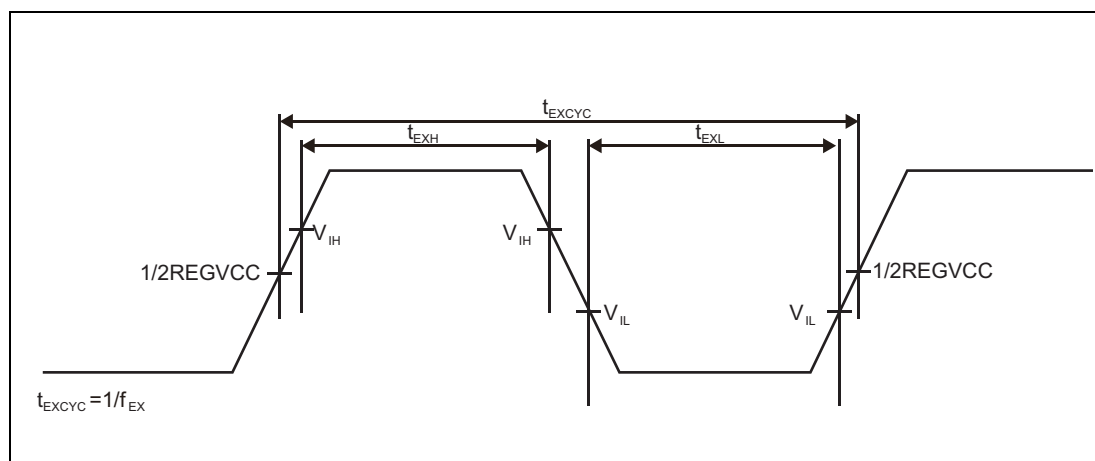 tEXCYC
tEXH
tEXL
VIH
VIH
1/2REGVCC
1/2REGVCC
VIL
VIL
tEXCYC =1/fEX